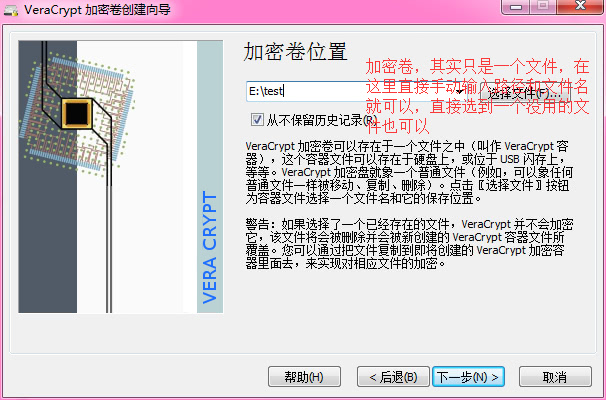 VeraCrypt 加密卷创建向导
加密卷位置
加密卷，其实只是一个文件，在
这里直接手动输入路径和文件名
就可以，直接选到一个没用的文
件也可以
E:\test
选择文件(F)...
从不保留历史记录(R)
VeraCrypt 加密卷可以存在于一个文件之中（叫作 VeraCrypt 容
器），这个容器文件可以存在于硬盘上，或位于 USB 闪存上，
等等。VeraCrypt 加密盘就象一个普通文件（例如，可以象任何
普通文件一样被移动、复制、删除）。点击〖选择文件〗按钮
为容器文件选择一个文件名和它的保存位置。
警告：如果选择了一个已经存在的文件，VeraCrypt 并不会加密
它，该文件将会被删除并会被新创建的 VeraCrypt 容器文件所
覆盖。您可以通过把文件复制到即将创建的 VeraCrypt 加密容
器里面去，来实现对相应文件的加密。
VERA CRYPT
帮助(H)
< 后退(B)
下一步(N) >
取消